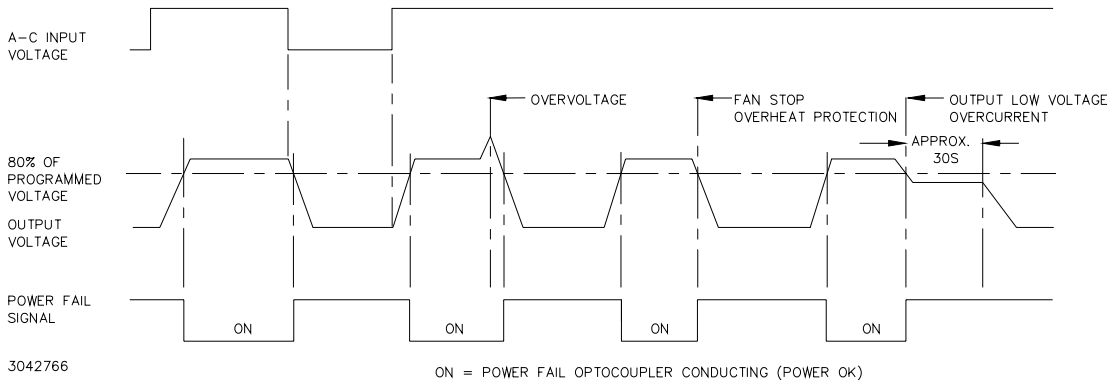 A-C INPUT
VOLTAGE
OVERVOLTAGE
FAN STOP
OVERHEAT PROTECTION
OUTPUT LOW VOLTAGE
OVERCURRENT
APPROX.
30S
80% OF
PROGRAMMED
VOLTAGE
OUTPUT
VOLTAGE
POWER FAIL
SIGNAL
ON
ON
ON
ON
3042766
ON = POWER FAIL OPTOCOUPLER CONDUCTING (POWER OK)